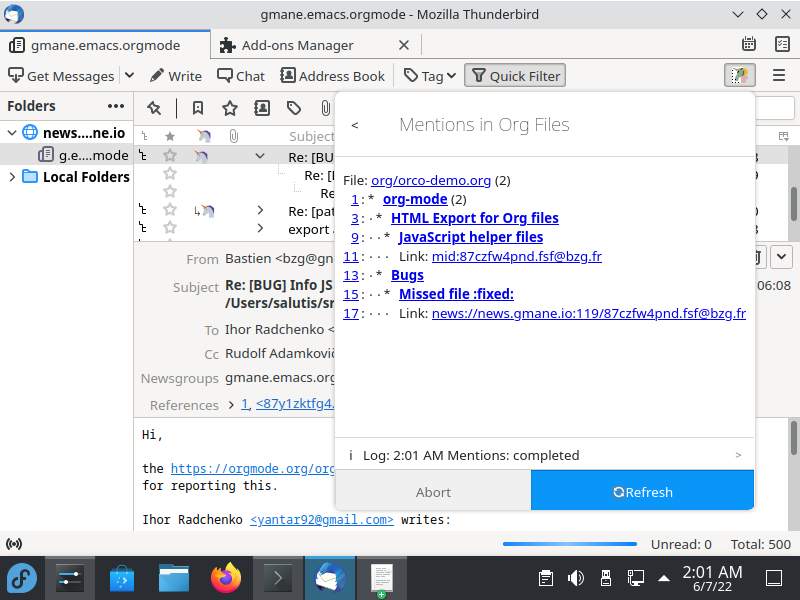 gmane.emacs.orgmode - Mozilla Thunderbird
gmane.emacs.orgmode
Add-ons Manager
Get Messages
Write
Chat
Address Book
Tag
Quick Filter
Folders
news....ne.io
g.e....mode
Local Folders
Subject
Re: [BU
Re: [
Re
Re: [pat
export a
From Bastien <bzg@gn
Subject Re: [BUG] Info JS
/Users/salutis/sr
06:08
To Ihor Radchenko <
Cc Rudolf Adamkovič
Newsgroups gmane.emacs.org
References > 1, <87y1zktfg4.
Hi,
the https://orgmode.org/org
for reporting this.
Ihor Radchenko <yantar92@gmail.com> writes:
< Mentions in Org Files
File: org/orco-demo.org (2)
1:* org-mode (2)
3:·* HTML Export for Org files
9:··* JavaScript helper files
11:··· Link: mid:87czfw4pnd.fsf@bzg.fr
13:·* Bugs
15:··* Missed file :fixed:
17:··· Link: news://news.gmane.io:119/87czfw4pnd.fsf@bzg.fr
i Log: 2:01 AM Mentions: completed >
Abort
Refresh
Unread: 0 Total: 500
2:01 AM
6/7/22